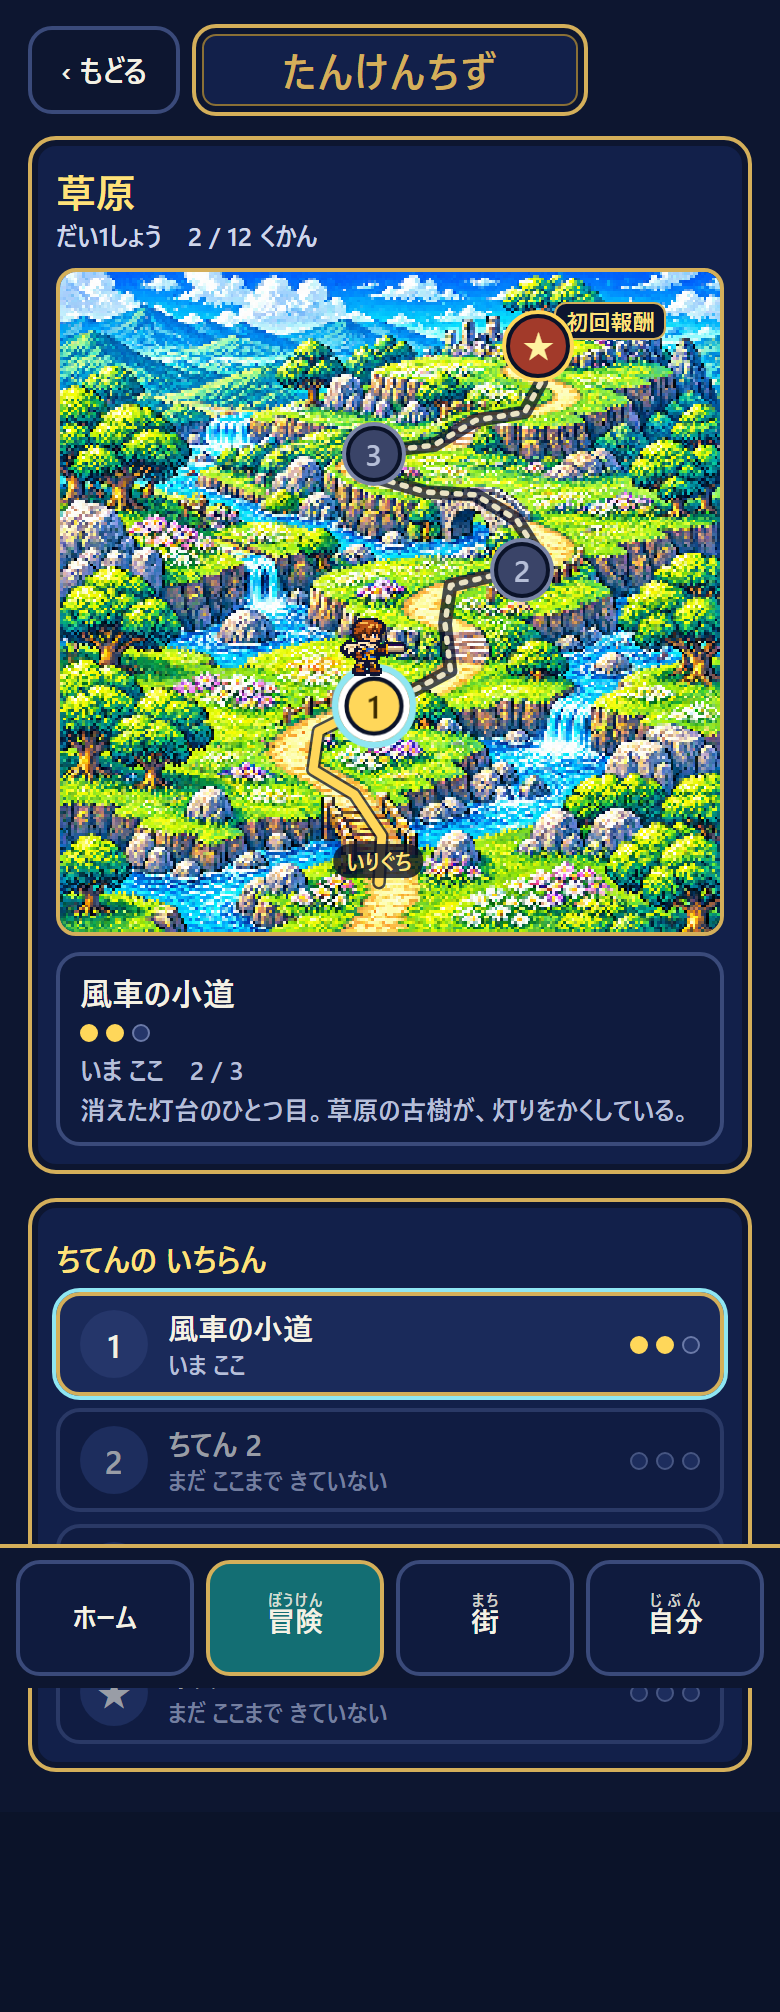 ‹ もどる
たんけんちず
草原
だい1しょう 2 / 12 くかん
初回報酬
★
3
2
1
いりぐち
風車の小道
いま ここ 2 / 3
消えた灯台のひとつ目。草原の古樹が、灯りをかくしている。
ちてんの いちらん
1
風車の小道
いま ここ
2
ちてん 2
まだ ここまで きていない
ホーム
ぼうけん
冒険
まち
街
じぶん
自分
★
まだ ここまで きていない